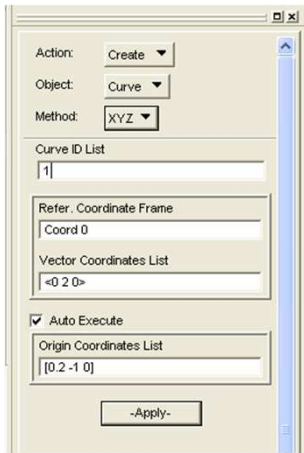 Action: Create
Object: Curve
Method: XYZ
Curve ID List
1
Refer. Coordinate Frame
Coord 0
Vector Coordinates List
<0 2 0>
Auto Execute
Origin Coordinates List
[0.2 -1 0]
-Apply-